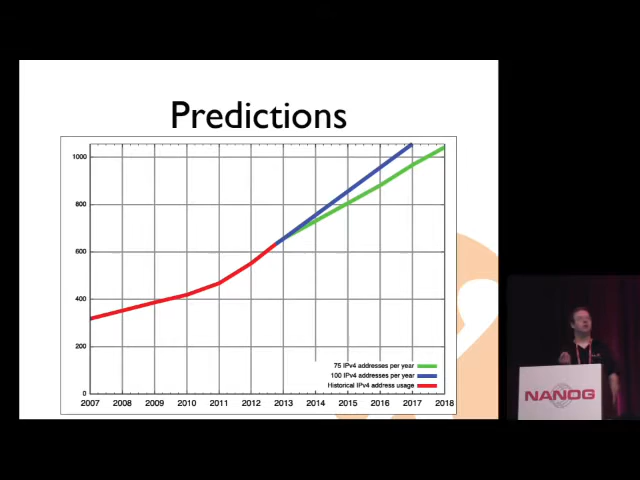 Predictions
1000
800
600
400
200
0
75 IPv4 addresses per year
100 IPv4 addresses per year
Historical IPv4 address usage
2007 2008 2009 2010 2011 2012 2013 2014 2015 2016 2017 2018
NANOG